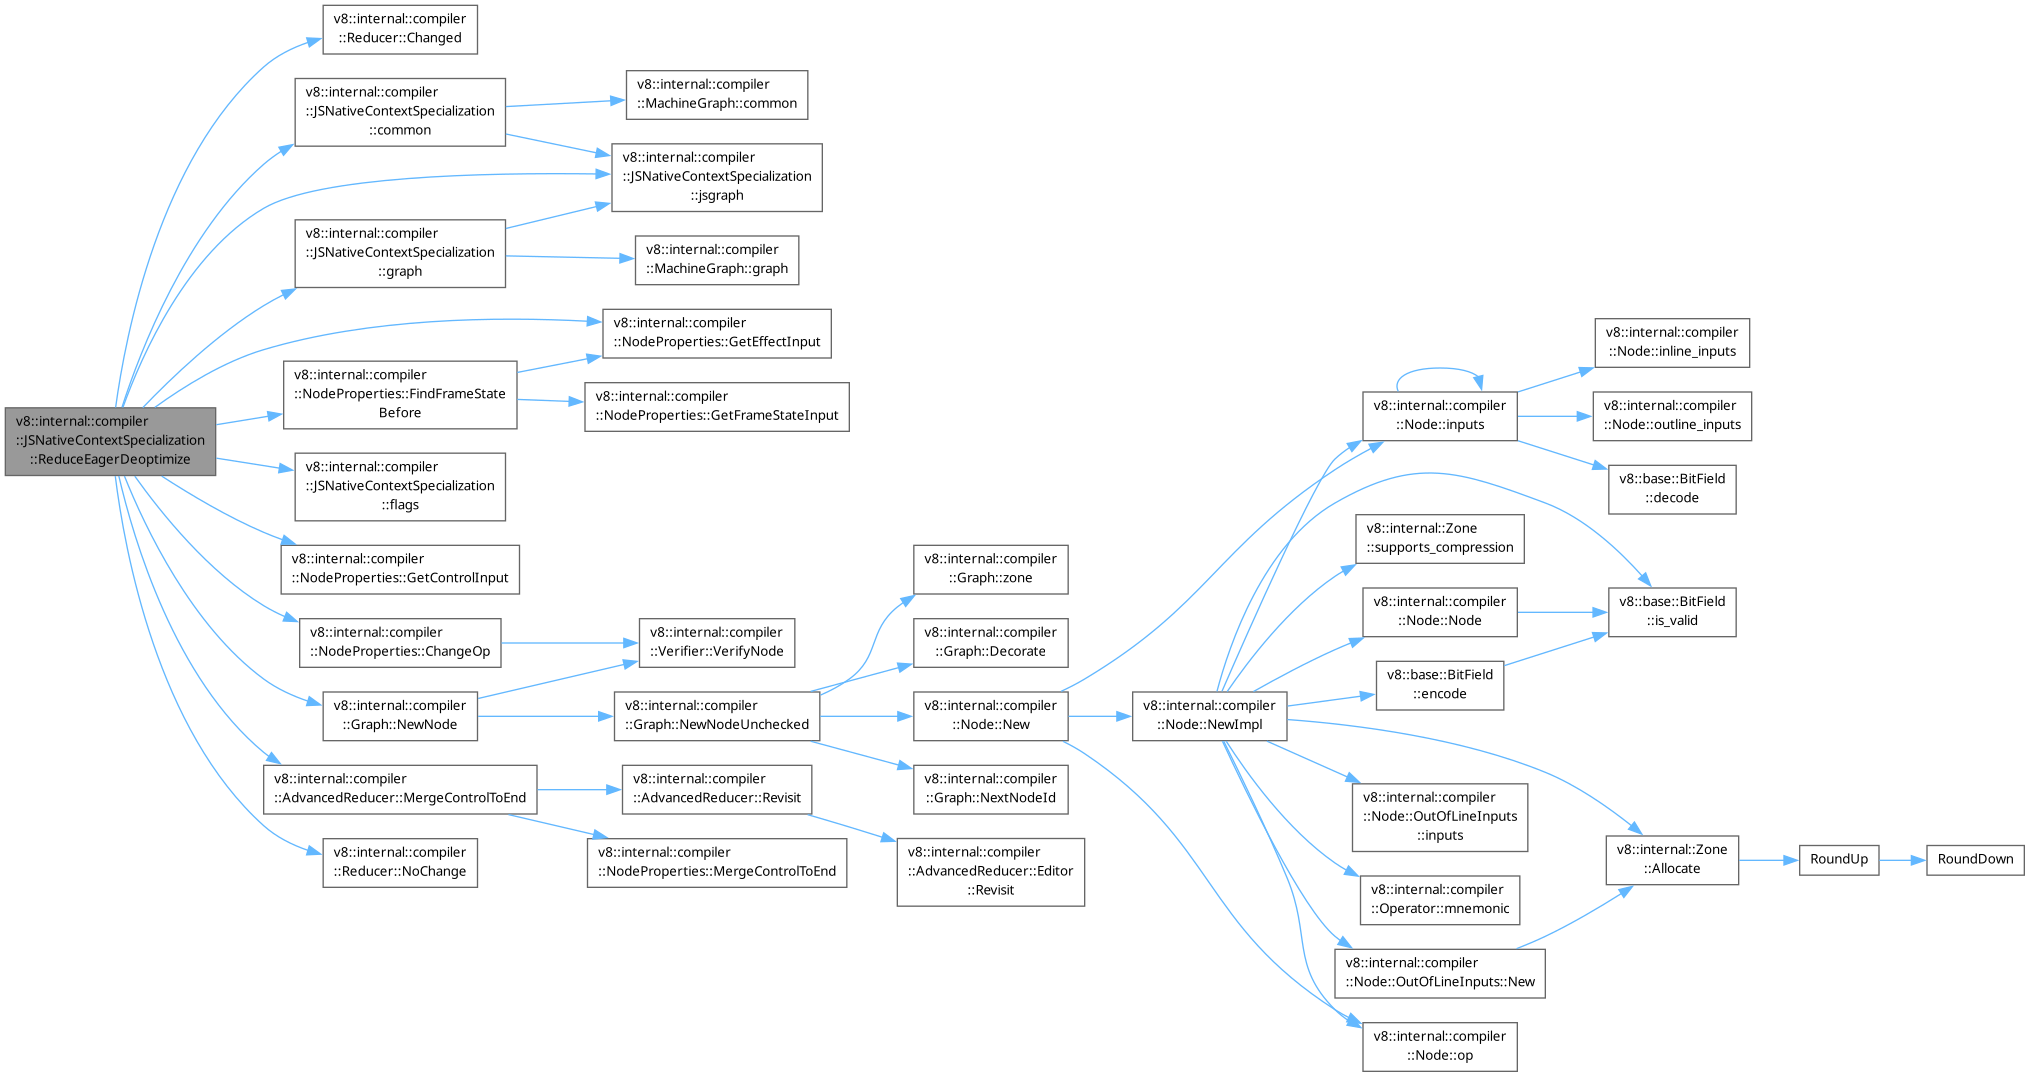 v8::internal::compiler
::JSNativeContextSpecialization
::ReduceEagerDeoptimize
v8::internal::compiler
::Reducer::Changed
v8::internal::compiler
::JSNativeContextSpecialization
::common
v8::internal::compiler
::MachineGraph::common
v8::internal::compiler
::JSNativeContextSpecialization
::jsgraph
v8::internal::compiler
::JSNativeContextSpecialization
::graph
v8::internal::compiler
::MachineGraph::graph
v8::internal::compiler
::NodeProperties::GetEffectInput
v8::internal::compiler
::NodeProperties::FindFrameState
Before
v8::internal::compiler
::NodeProperties::GetFrameStateInput
v8::internal::compiler
::JSNativeContextSpecialization
::flags
v8::internal::compiler
::NodeProperties::GetControlInput
v8::internal::compiler
::NodeProperties::ChangeOp
v8::internal::compiler
::Verifier::VerifyNode
v8::internal::compiler
::Graph::NewNode
v8::internal::compiler
::Graph::NewNodeUnchecked
v8::internal::compiler
::Graph::zone
v8::internal::compiler
::Graph::Decorate
v8::internal::compiler
::Node::New
v8::internal::compiler
::Graph::NextNodeId
v8::internal::compiler
::AdvancedReducer::MergeControlToEnd
v8::internal::compiler
::AdvancedReducer::Revisit
v8::internal::compiler
::NodeProperties::MergeControlToEnd
v8::internal::compiler
::AdvancedReducer::Editor
::Revisit
v8::internal::compiler
::Reducer::NoChange
v8::internal::compiler
::Node::NewImpl
v8::internal::compiler
::Node::inputs
v8::internal::compiler
::Node::inline_inputs
v8::internal::compiler
::Node::outline_inputs
v8::base::BitField
::decode
v8::internal::Zone
::supports_compression
v8::internal::compiler
::Node::Node
v8::base::BitField
::is_valid
v8::base::BitField
::encode
v8::internal::compiler
::Node::OutOfLineInputs
::inputs
v8::internal::compiler
::Operator::mnemonic
v8::internal::compiler
::Node::OutOfLineInputs::New
v8::internal::compiler
::Node::op
v8::internal::Zone
::Allocate
RoundUp
RoundDown